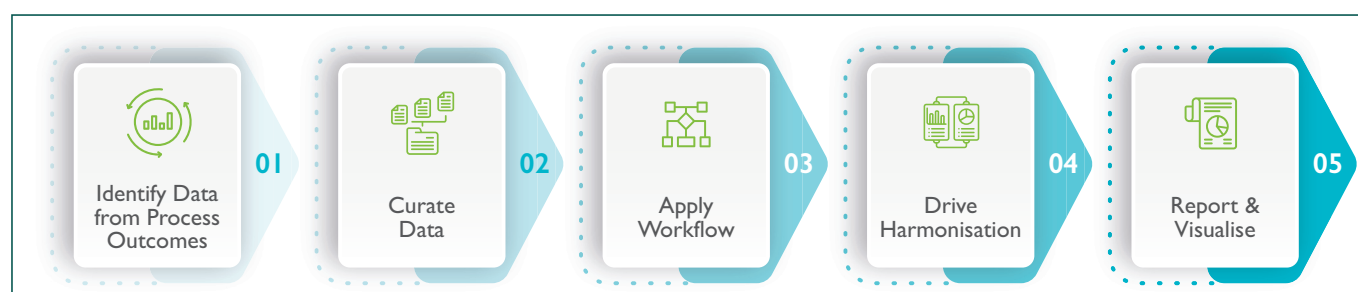 Identify Data
from Process
Outcomes
01
Curate
Data
02
Apply
Workflow
03
Drive
Harmonisation
04
Report &
Visualise
05